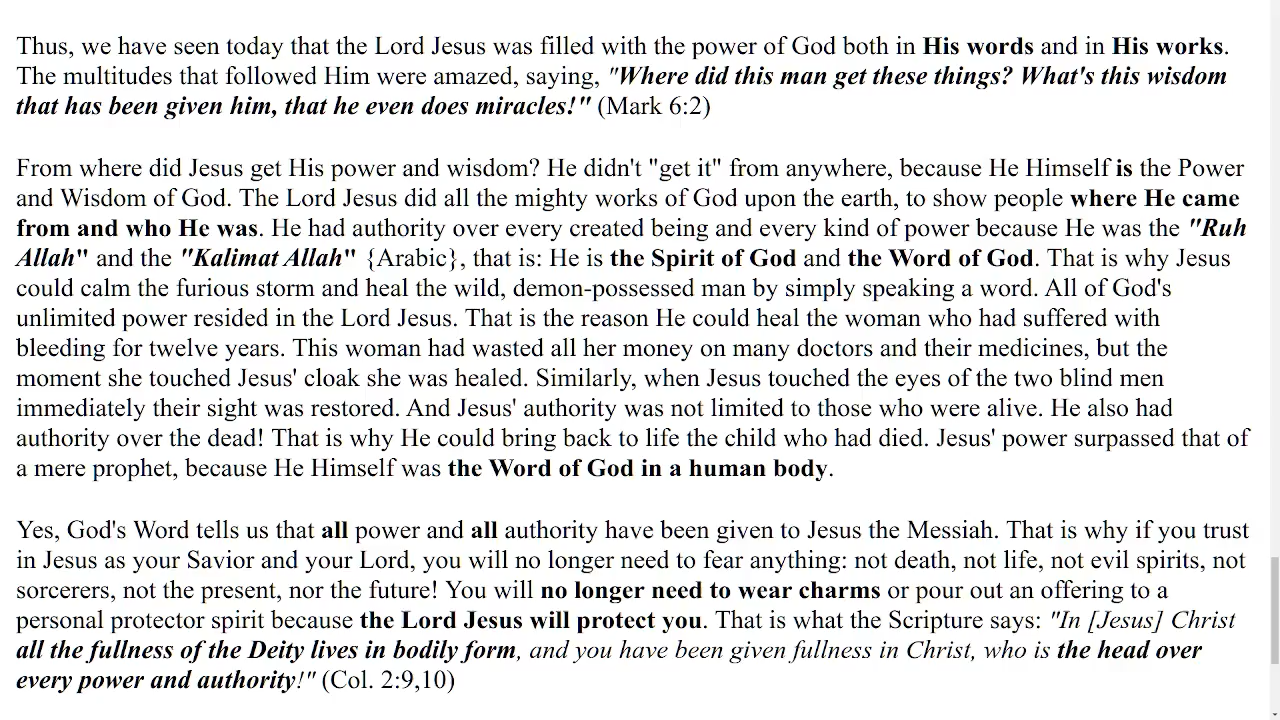 Thus, we have seen today that the Lord Jesus was filled with the power of God both in His words and in His works.
The multitudes that followed Him were amazed, saying, "Where did this man get these things? What's this wisdom
that has been given him, that he even does miracles!" (Mark 6:2)
From where did Jesus get His power and wisdom? He didn't "get it" from anywhere, because He Himself is the Power
and Wisdom of God. The Lord Jesus did all the mighty works of God upon the earth, to show people where He came
from and who He was. He had authority over every created being and every kind of power because He was the "Ruh
Allah" and the "Kalimat Allah" {Arabic}, that is: He is the Spirit of God and the Word of God. That is why Jesus
could calm the furious storm and heal the wild, demon-possessed man by simply speaking a word. All of God's
unlimited power resided in the Lord Jesus. That is the reason He could heal the woman who had suffered with
bleeding for twelve years. This woman had wasted all her money on many doctors and their medicines, but the
moment she touched Jesus' cloak she was healed. Similarly, when Jesus touched the eyes of the two blind men
immediately their sight was restored. And Jesus' authority was not limited to those who were alive. He also had
authority over the dead! That is why He could bring back to life the child who had died. Jesus' power surpassed that of
a mere prophet, because He Himself was the Word of God in a human body.
Yes, God's Word tells us that all power and all authority have been given to Jesus the Messiah. That is why if you trust
in Jesus as your Savior and your Lord, you will no longer need to fear anything: not death, not life, not evil spirits, not
sorcerers, not the present, nor the future! You will no longer need to wear charms or pour out an offering to a
personal protector spirit because the Lord Jesus will protect you. That is what the Scripture says: "In [Jesus] Christ
all the fullness of the Deity lives in bodily form, and you have been given fullness in Christ, who is the head over
every power and authority!" (Col. 2:9,10)